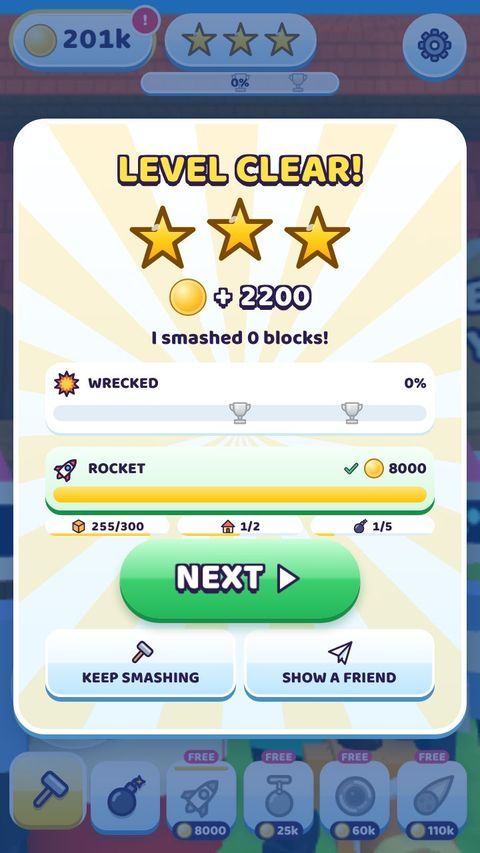 201k
!
0%
LEVEL CLEAR!
+ 2200
I smashed 0 blocks!
WRECKED 0%
ROCKET 8000
255/300 1/2 1/5
NEXT
KEEP SMASHING SHOW A FRIEND
FREE FREE FREE FREE
8000 25k 60k 110k